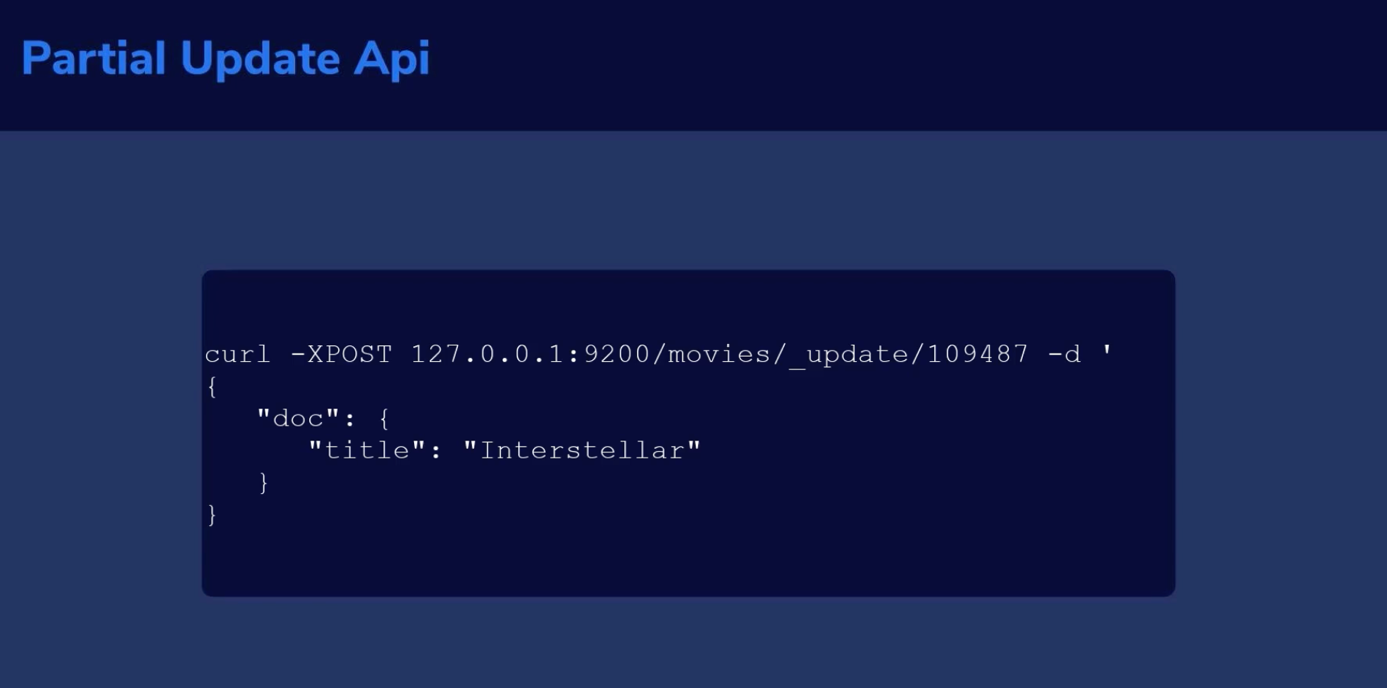 Partial Update Api
curl -XPOST 127.0.0.1:9200/movies/_update/109487 -d '
{
   "doc": {
      "title": "Interstellar"
   }
}